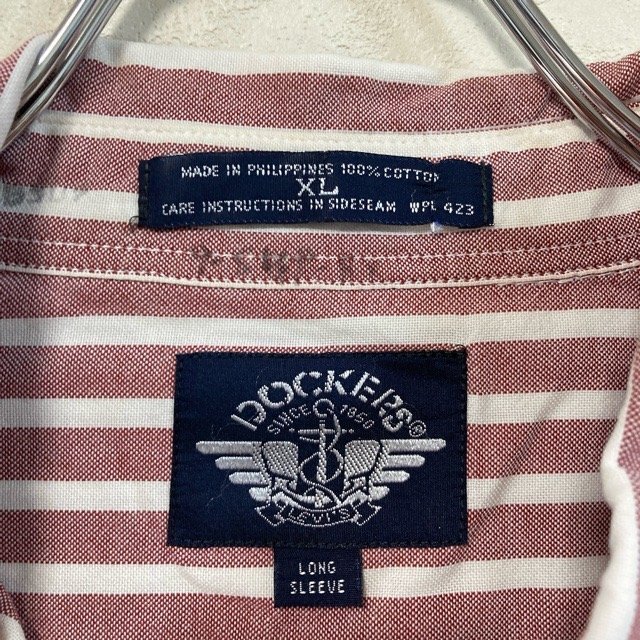 MADE IN PHILIPPINES 100% COTTON
XL
CARE INSTRUCTIONS IN SIDESEAM WPL 423
DOCKERS®
SINCE 1850
LEVI'S
LONG
SLEEVE